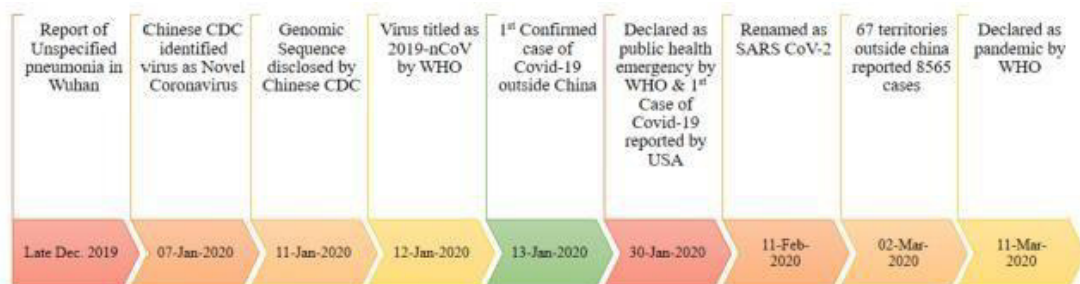 Report of
Unspecified
pneumonia in
Wuhan
Chinese CDC
identified
virus as Novel
Coronavirus
Genomic
Sequence
disclosed by
Chinese CDC
Virus titled as
2019-nCoV
by WHO
1st Confirmed
case of
Covid-19
outside China
Declared as
public health
emergency by
WHO & 1st
Case of
Covid-19
reported by
USA
Renamed as
SARS CoV-2
67 territories
outside china
reported 8565
cases
Declared as
pandemic by
WHO
Late Dec. 2019
07-Jan-2020
11-Jan-2020
12-Jan-2020
13-Jan-2020
30-Jan-2020
11-Feb-
2020
02-Mar-
2020
11-Mar-
2020